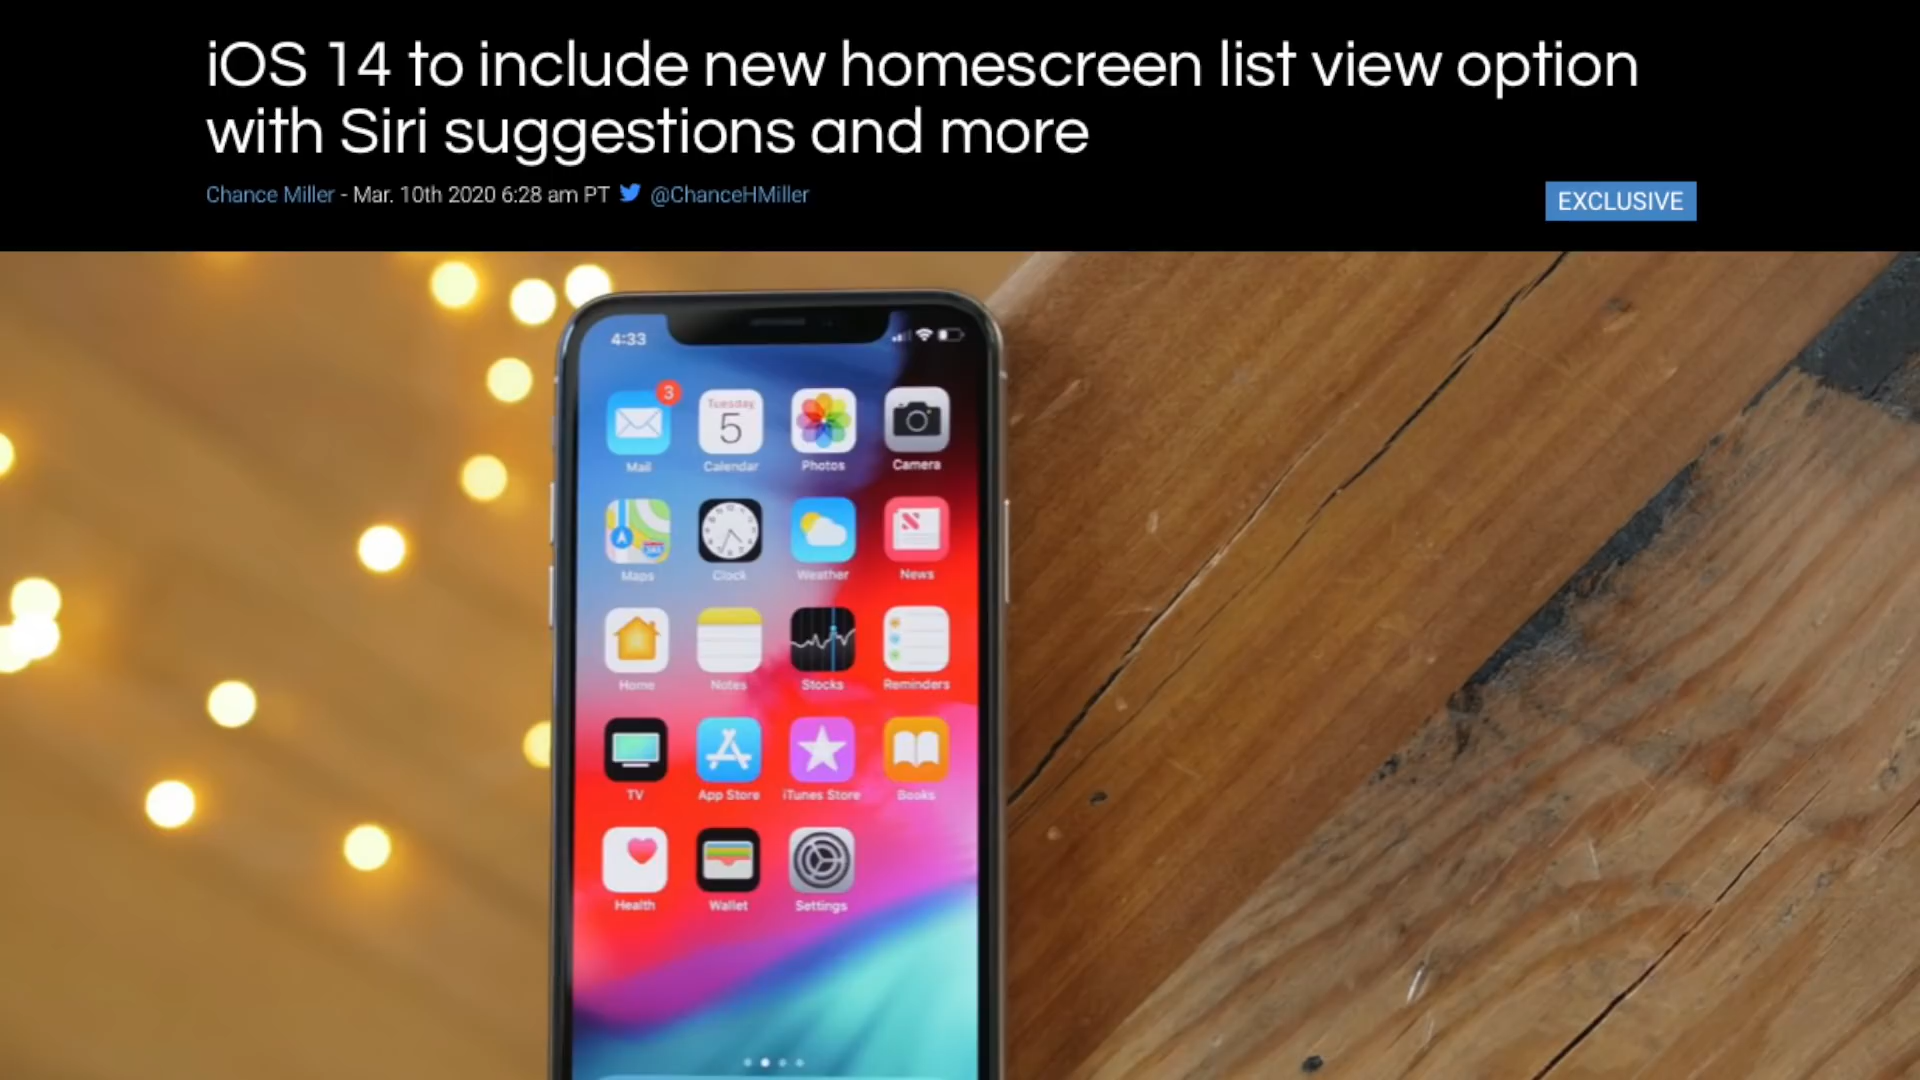 iOS 14 to include new homescreen list view option
with Siri suggestions and more
Chance Miller - Mar. 10th 2020 6:28 am PT @ChanceHMiller
EXCLUSIVE
4:33
3
Tuesday
5
Mail Calendar Photos Camera
280
Maps Clock Weather News
Home Notes Stocks Reminders
TV App Store iTunes Store Books
Health Wallet Settings